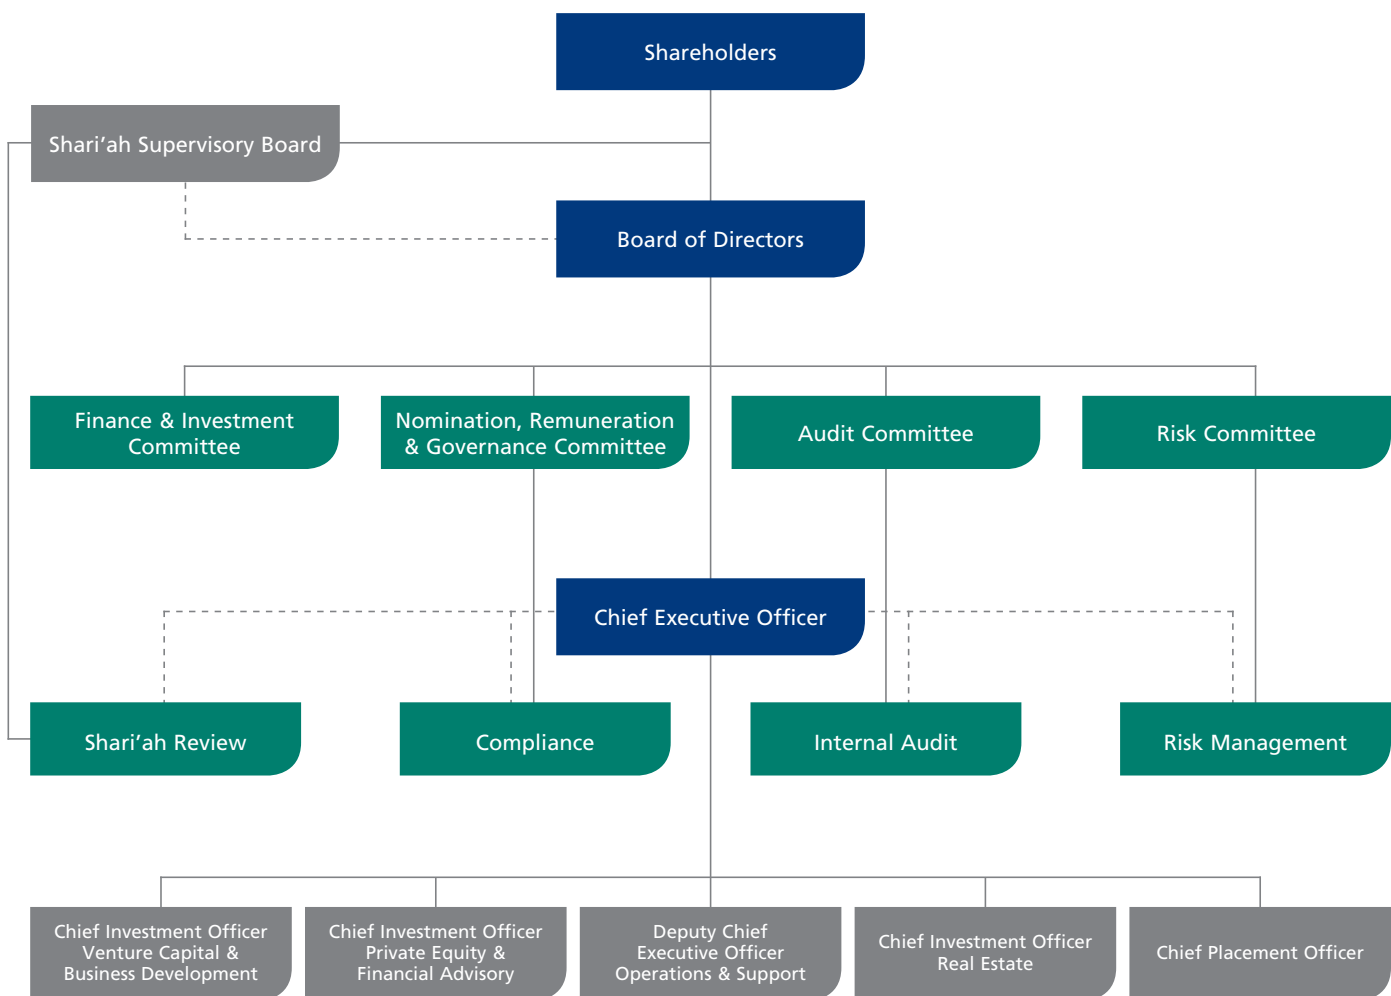 Shareholders
Shari’ah Supervisory Board
Board of Directors
Finance & Investment
Committee
Nomination, Remuneration
& Governance Committee
Audit Committee
Risk Committee
Chief Executive Officer
Shari’ah Review
Compliance
Internal Audit
Risk Management
Chief Investment Officer
Venture Capital &
Business Development
Chief Investment Officer
Private Equity &
Financial Advisory
Deputy Chief
Executive Officer
Operations & Support
Chief Investment Officer
Real Estate
Chief Placement Officer